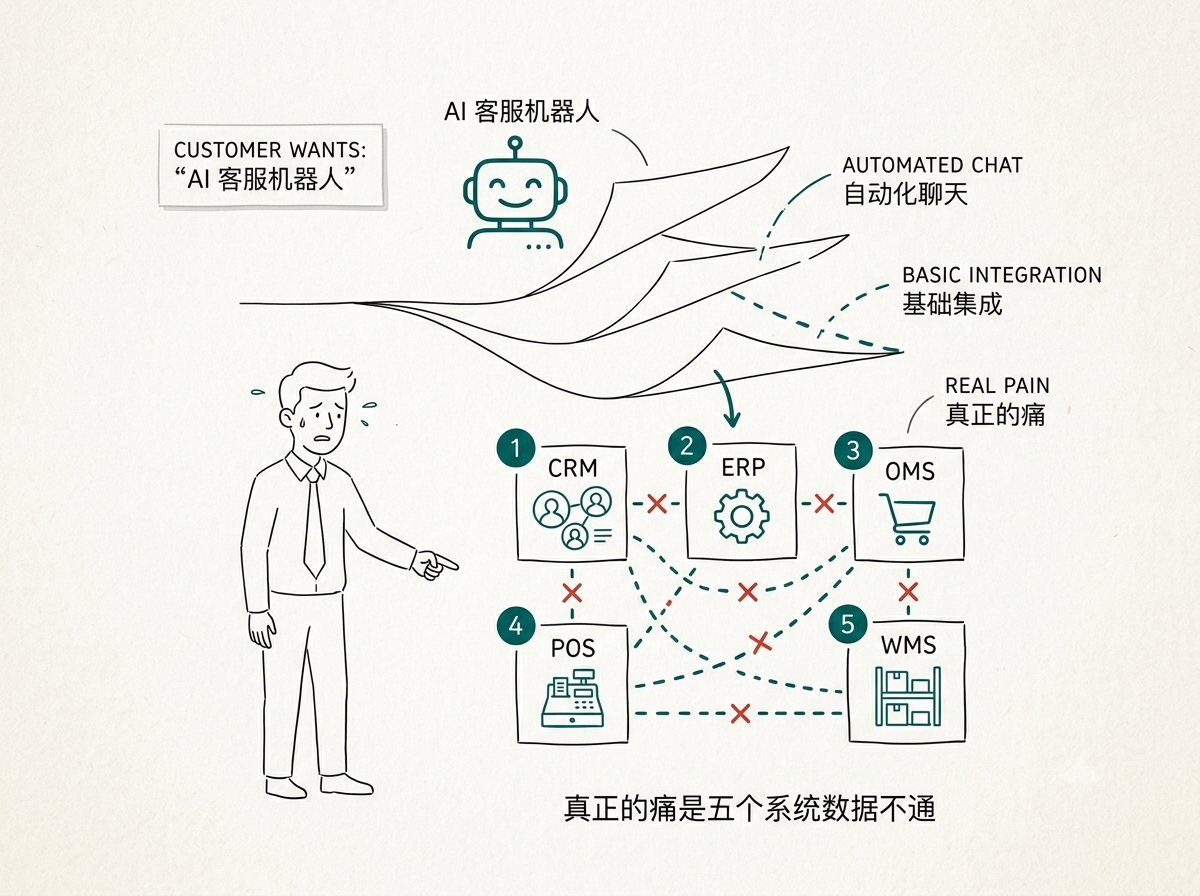 AI 客服机器人
CUSTOMER WANTS:
“AI 客服机器人”
AUTOMATED CHAT
自动化聊天
BASIC INTEGRATION
基础集成
REAL PAIN
真正的痛
1
CRM
2
ERP
3
OMS
4
POS
5
WMS
真正的痛是五个系统数据不通